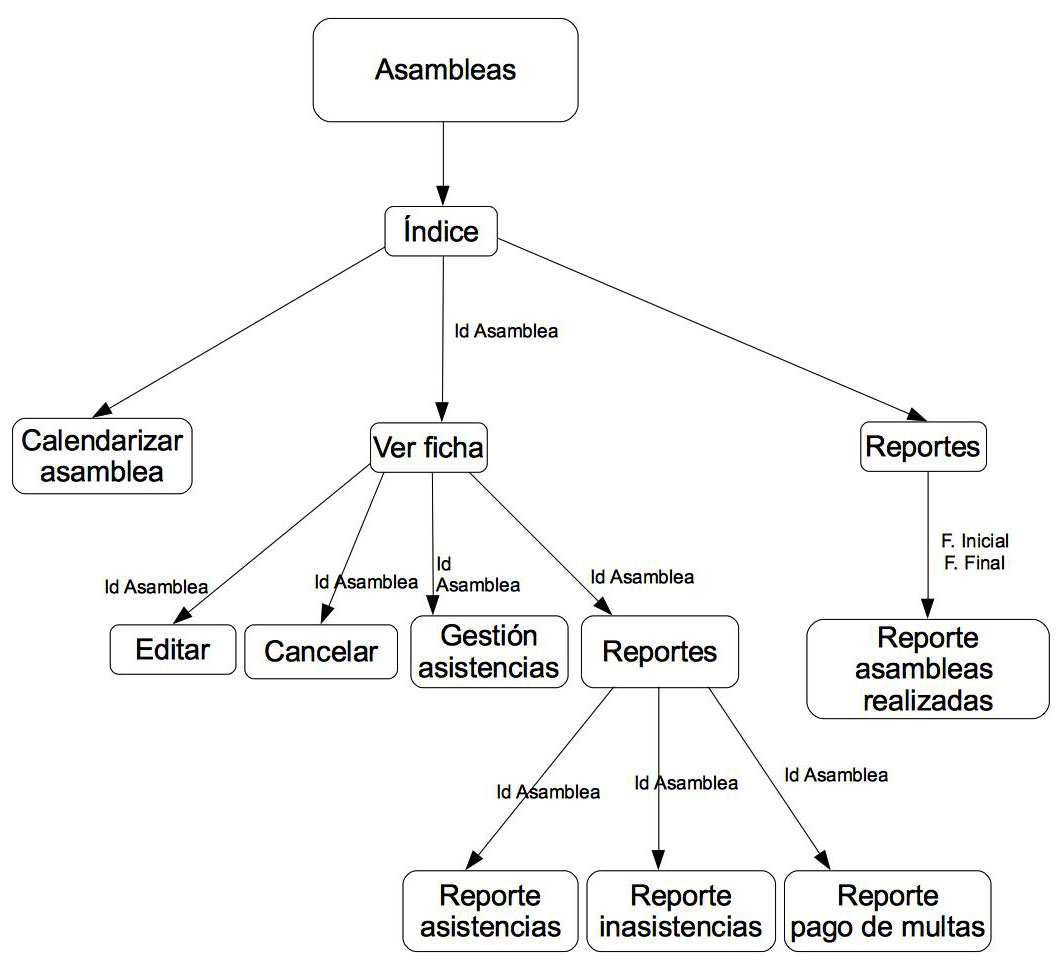 Asambleas
Índice
Id Asamblea
Calendarizar
asamblea
Ver ficha
Reportes
F. Inicial
F. Final
Id Asamblea
Id Asamblea
Id
Asamblea
Id Asamblea
Editar
Cancelar
Gestión
asistencias
Reportes
Reporte
asambleas
realizadas
Id Asamblea
Id Asamblea
Id Asamblea
Reporte
asistencias
Reporte
inasistencias
Reporte
pago de multas